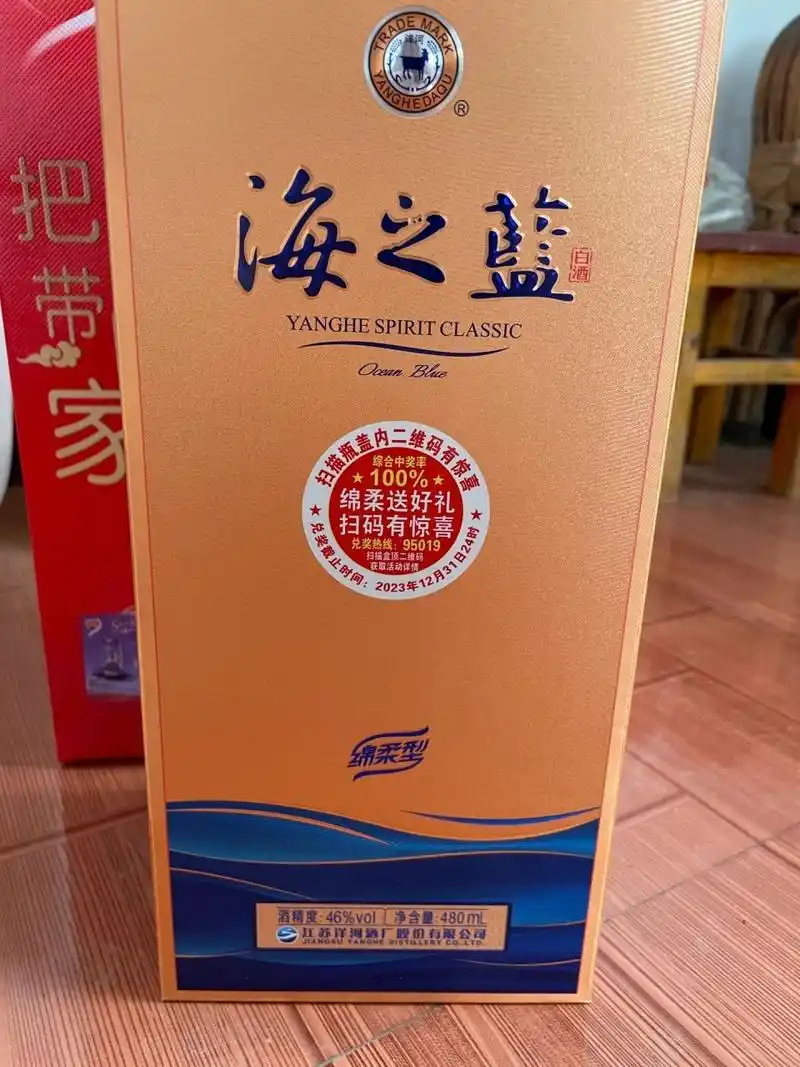 TRADE MARK
洋河
YANGHEDAQU
®
海之蓝
白酒
YANGHE SPIRIT CLASSIC
Ocean Blue
扫描瓶盖内二维码有惊喜
综合中奖率
★100%★
绵柔送好礼
扫码有惊喜
兑奖热线：95019
扫描盒顶二维码
获取活动详情
★兑奖截止时间：2023年12月31日24时★
绵柔型
酒精度：46%vol 净含量：480mL
江苏洋河酒厂股份有限公司
JIANGSU YANGHE DISTILLERY CO.,LTD.
把
带
家